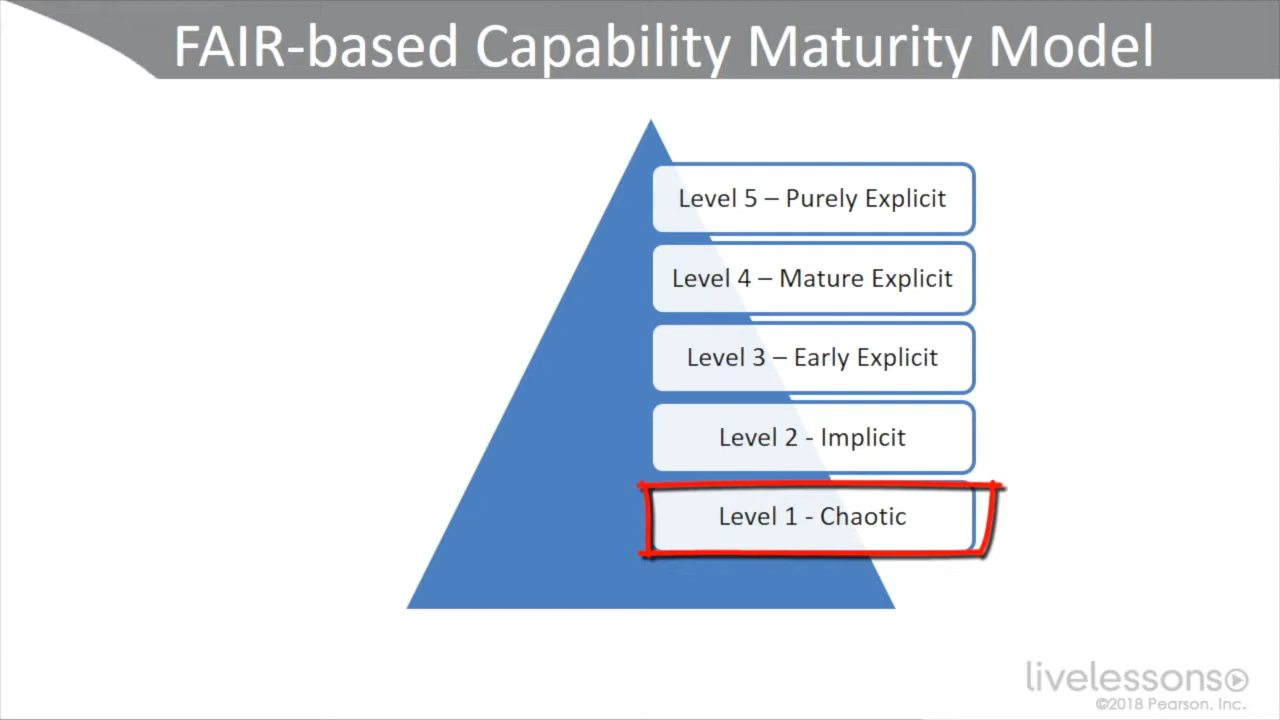 FAIR-based Capability Maturity Model
Level 5 – Purely Explicit
Level 4 – Mature Explicit
Level 3 – Early Explicit
Level 2 - Implicit
Level 1 - Chaotic
livelessons
©2018 Pearson, Inc.